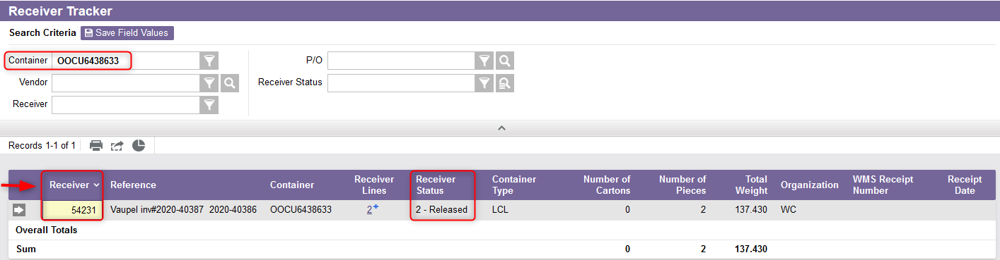 Receiver Tracker
Search Criteria Save Field Values
Container OOCU6438633 P/O
Vendor Receiver Status
Receiver
Records 1-1 of 1
Receiver Reference Container Receiver Lines Receiver Status Container Type Number of Cartons Number of Pieces Total Weight Organization WMS Receipt Number Receipt Date
54231 Vaupel inv#2020-40387 2020-40386 OOCU6438633 2+ 2 - Released LCL 0 2 137.430 WC
Overall Totals
Sum 0 2 137.430